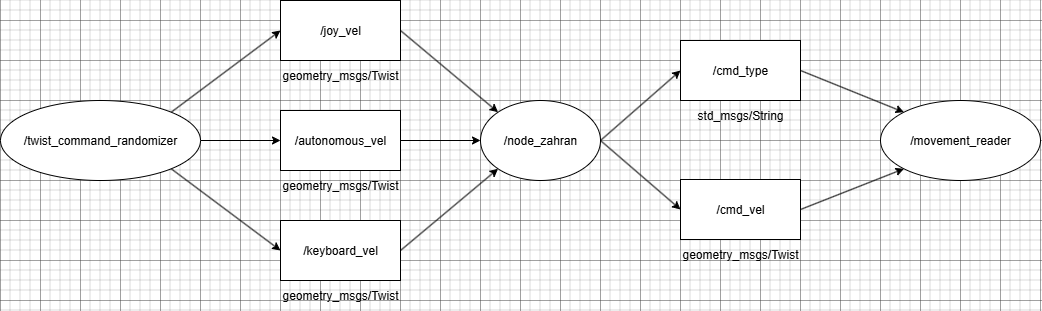 /joy_vel
geometry_msgs/Twist
/twist_command_randomizer
/autonomous_vel
geometry_msgs/Twist
/keyboard_vel
geometry_msgs/Twist
/node_zahran
/cmd_type
std_msgs/String
/cmd_vel
geometry_msgs/Twist
/movement_reader